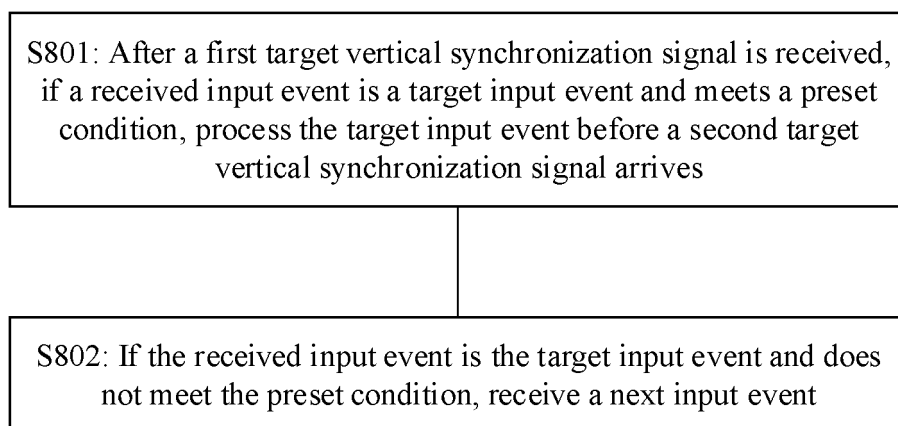 S801: After a first target vertical synchronization signal is received,
if a received input event is a target input event and meets a preset
condition, process the target input event before a second target
vertical synchronization signal arrives
S802: If the received input event is the target input event and does
not meet the preset condition, receive a next input event